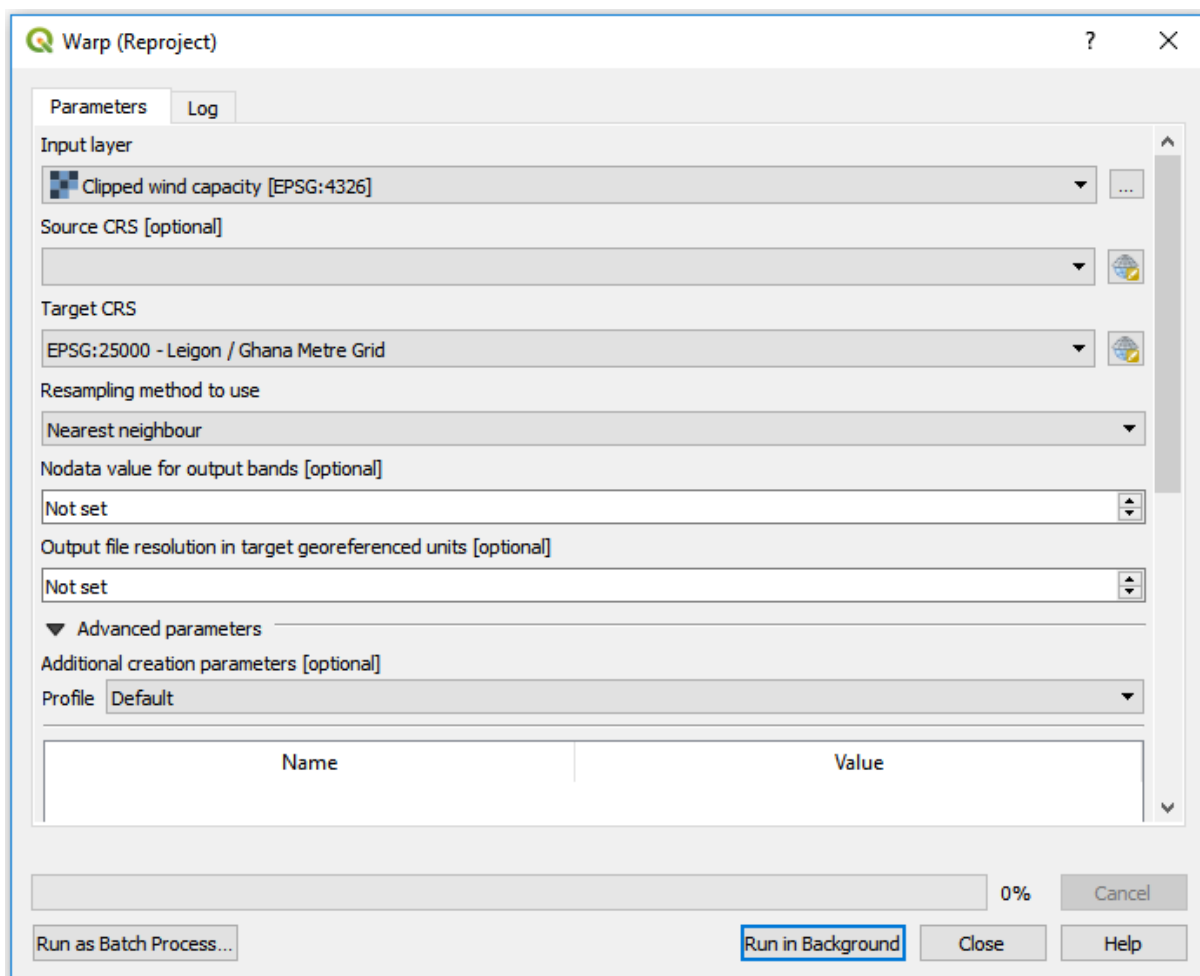 Warp (Reproject) ?
Parameters Log
Input layer
Clipped wind capacity [EPSG:4326] ...
Source CRS [optional]
Target CRS
EPSG:25000 - Leigon / Ghana Metre Grid
Resampling method to use
Nearest neighbour
Nodata value for output bands [optional]
Not set
Output file resolution in target georeferenced units [optional]
Not set
Advanced parameters
Additional creation parameters [optional]
Profile Default
Name Value
0% Cancel
Run as Batch Process... Run in Background Close Help